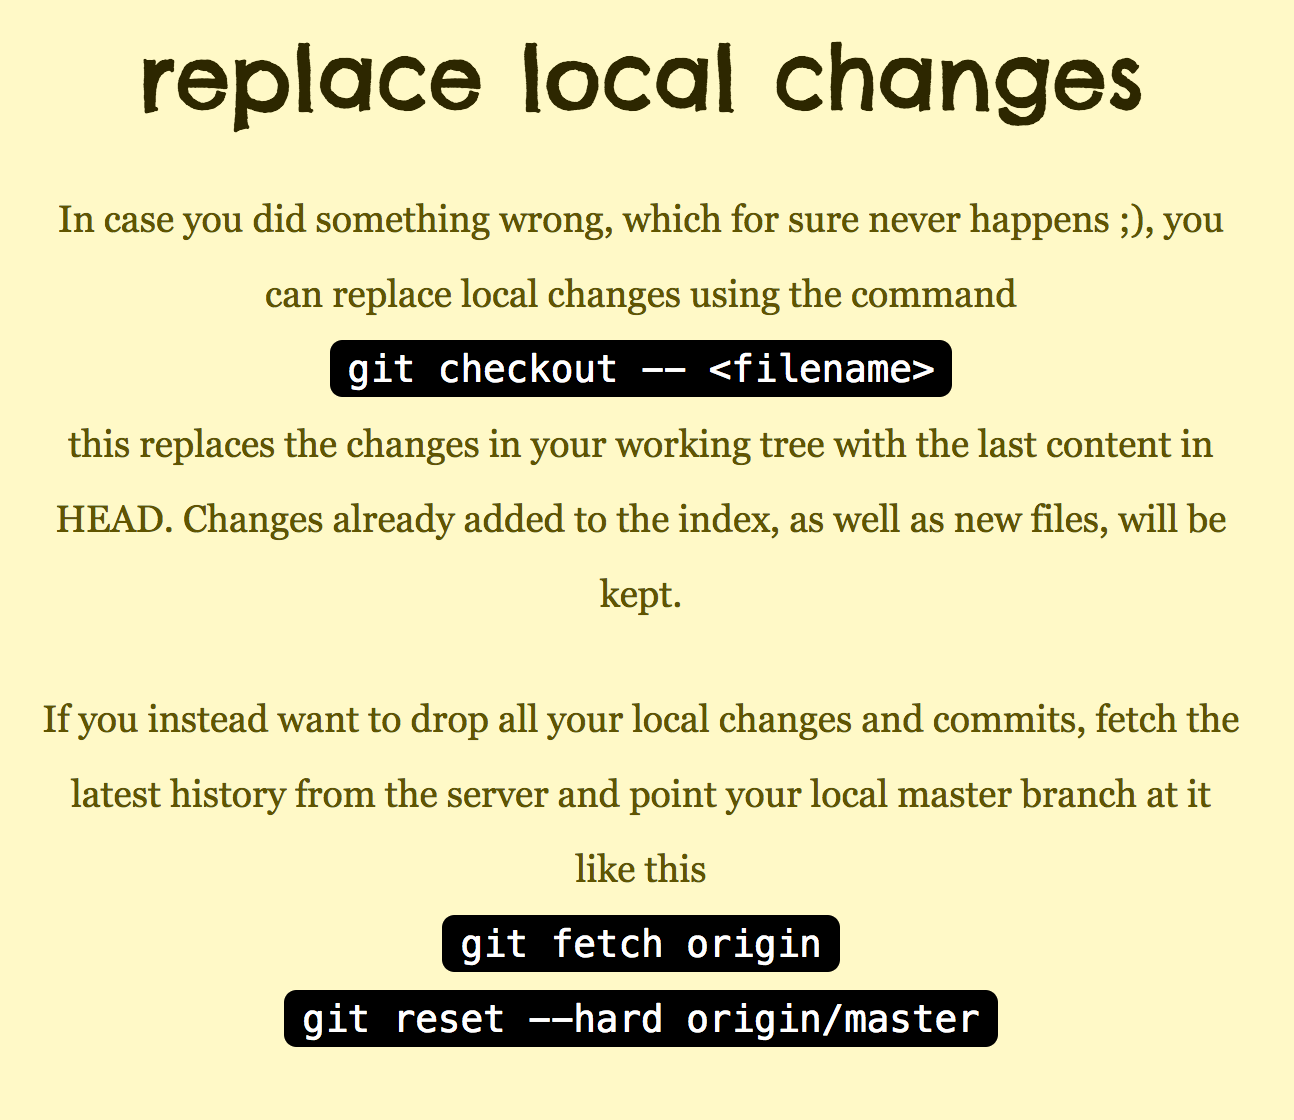 replace local changes
In case you did something wrong, which for sure never happens ;), you
can replace local changes using the command
git checkout -- <filename>
this replaces the changes in your working tree with the last content in
HEAD. Changes already added to the index, as well as new files, will be
kept.
If you instead want to drop all your local changes and commits, fetch the
latest history from the server and point your local master branch at it
like this
git fetch origin
git reset --hard origin/master